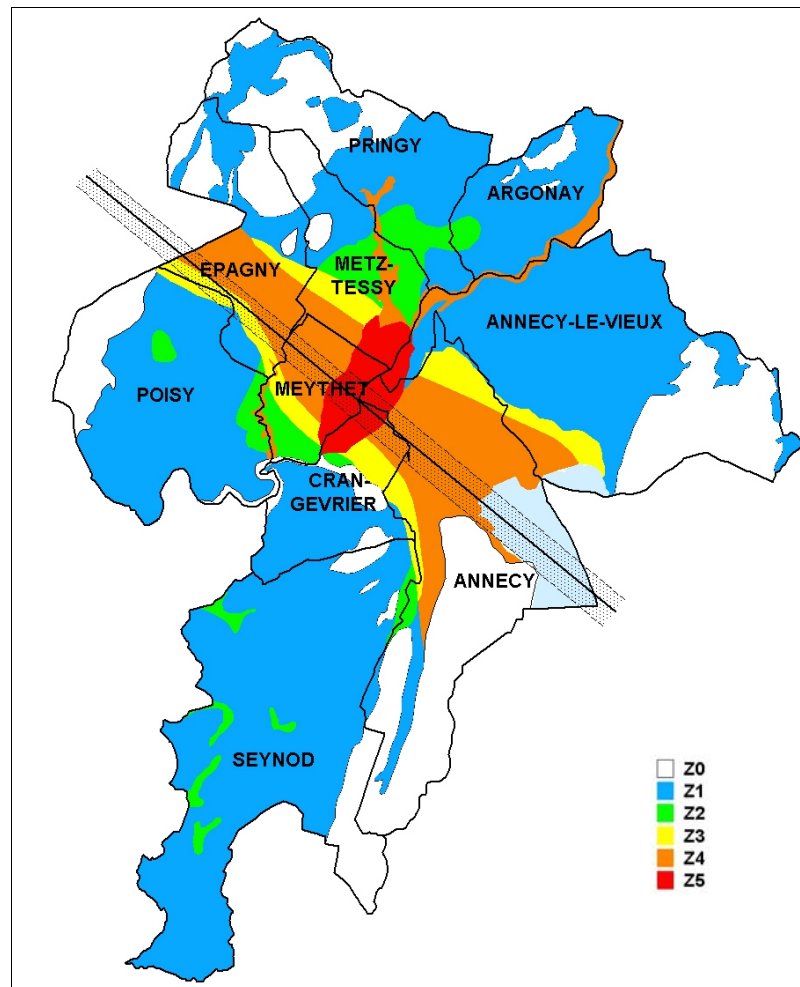 PRINGY
ARGONAY
EPAGNY
METZ-
TESSY
ANNECY-LE-VIEUX
POISY
MEYTHET
CRAN-
GEVRIER
ANNECY
SEYNOD
Z0
Z1
Z2
Z3
Z4
Z5